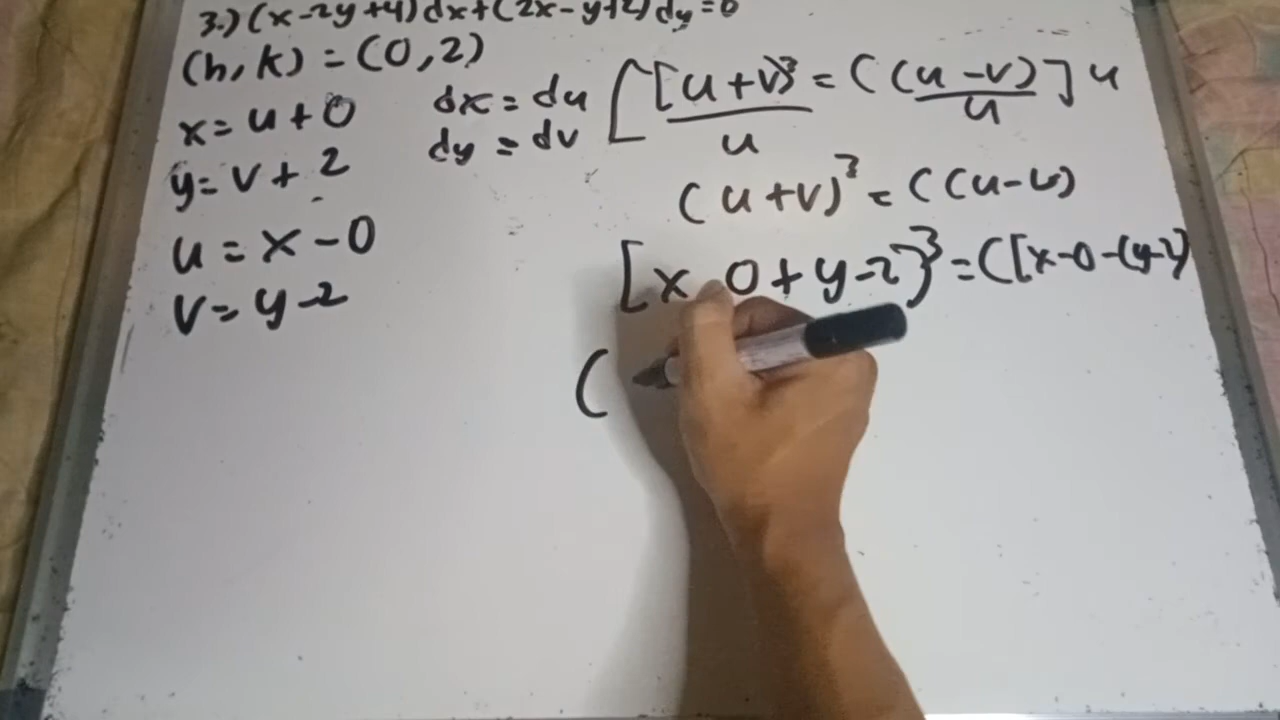 3.) (x-2y+4)dx+(2x-y+2)dy=0
(h,k) = (0,2)
x = u+0
y = v+2
u = x-0
v = y-2
dx = du
dy = dv
[[u+v)³ = C(u-v)] u
u u
(u+v)³ = C(u-v)
[x-0+y-2]³ = C[x-0-(y-2)
(